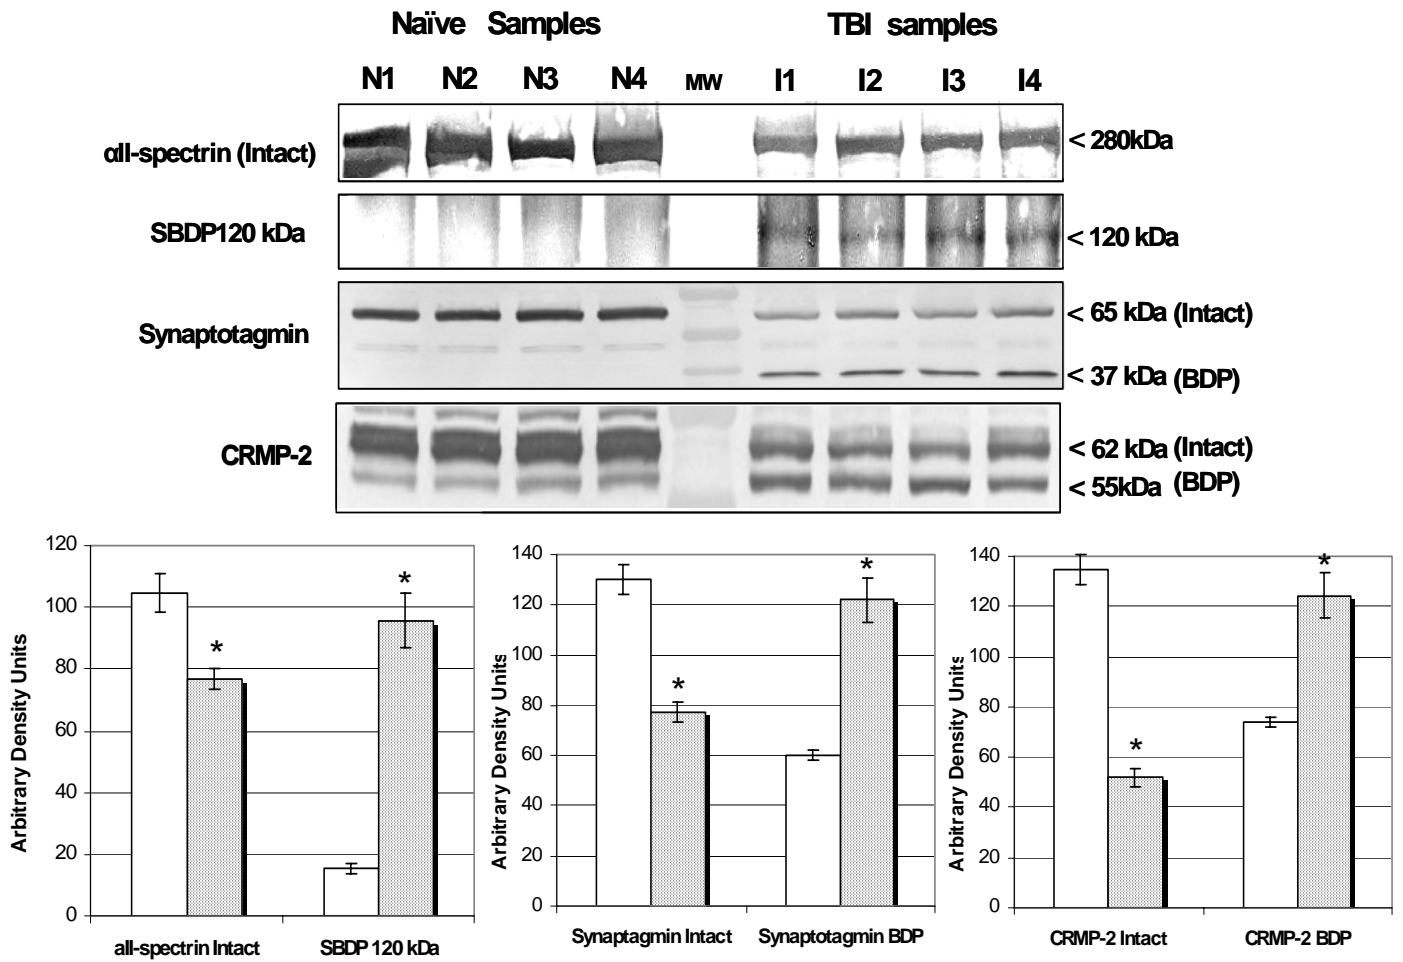 Naïve Samples TBI samples
N1 N2 N3 N4 MW I1 I2 I3 I4
αII-spectrin (Intact) < 280kDa
SBDP120 kDa < 120 kDa
Synaptotagmin < 65 kDa (Intact)
< 37 kDa (BDP)
CRMP-2 < 62 kDa (Intact)
< 55kDa (BDP)
Arbitrary Density Units
120
100
80
60
40
20
0
*
*
aII-spectrin Intact SBDP 120 kDa
Arbitrary Density Units
140
120
100
80
60
40
20
0
*
*
Synaptagmin Intact Synaptotagmin BDP
Arbitrary Density Units
140
120
100
80
60
40
20
0
*
*
CRMP-2 Intact CRMP-2 BDP